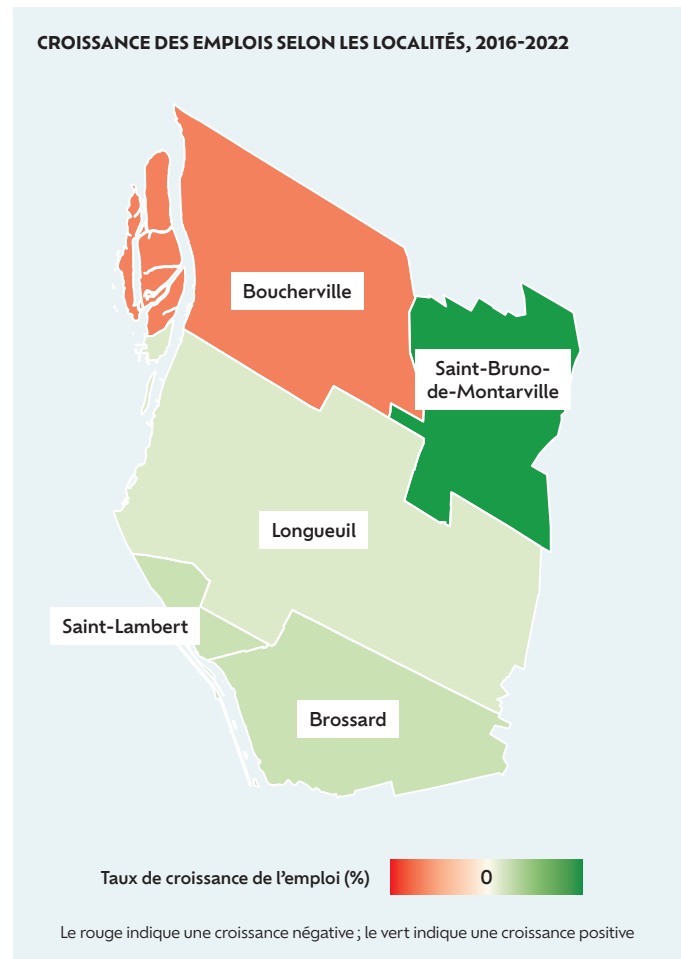 CROISSANCE DES EMPLOIS SELON LES LOCALITÉS, 2016-2022
Boucherville
Saint-Bruno-
de-Montarville
Longueuil
Saint-Lambert
Brossard
Taux de croissance de l’emploi (%)
0
Le rouge indique une croissance négative ; le vert indique une croissance positive